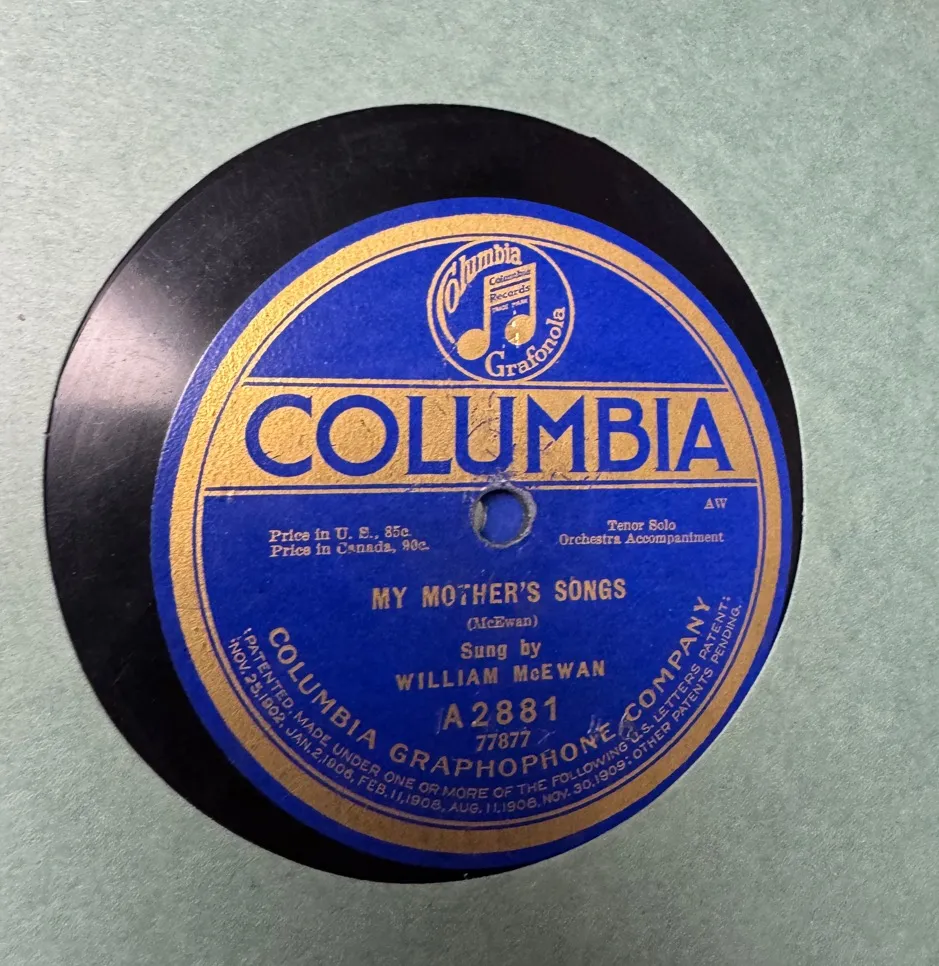 Columbia
Columbia
Records
TRADE MARK
Grafonola
COLUMBIA
AW
Price in U. S., 85c.
Price in Canada, 90c.
Tenor Solo
Orchestra Accompaniment
MY MOTHER'S SONGS
(McEwan)
Sung by
WILLIAM McEWAN
A2881
77877
COLUMBIA GRAPHOPHONE COMPANY
PATENTED, MADE UNDER ONE OR MORE OF THE FOLLOWING U.S. LETTERS PATENT:
NOV. 25, 1902, JAN. 2, 1906, FEB. 11, 1908, AUG. 11, 1908, NOV. 30, 1909: OTHER PATENTS PENDING.